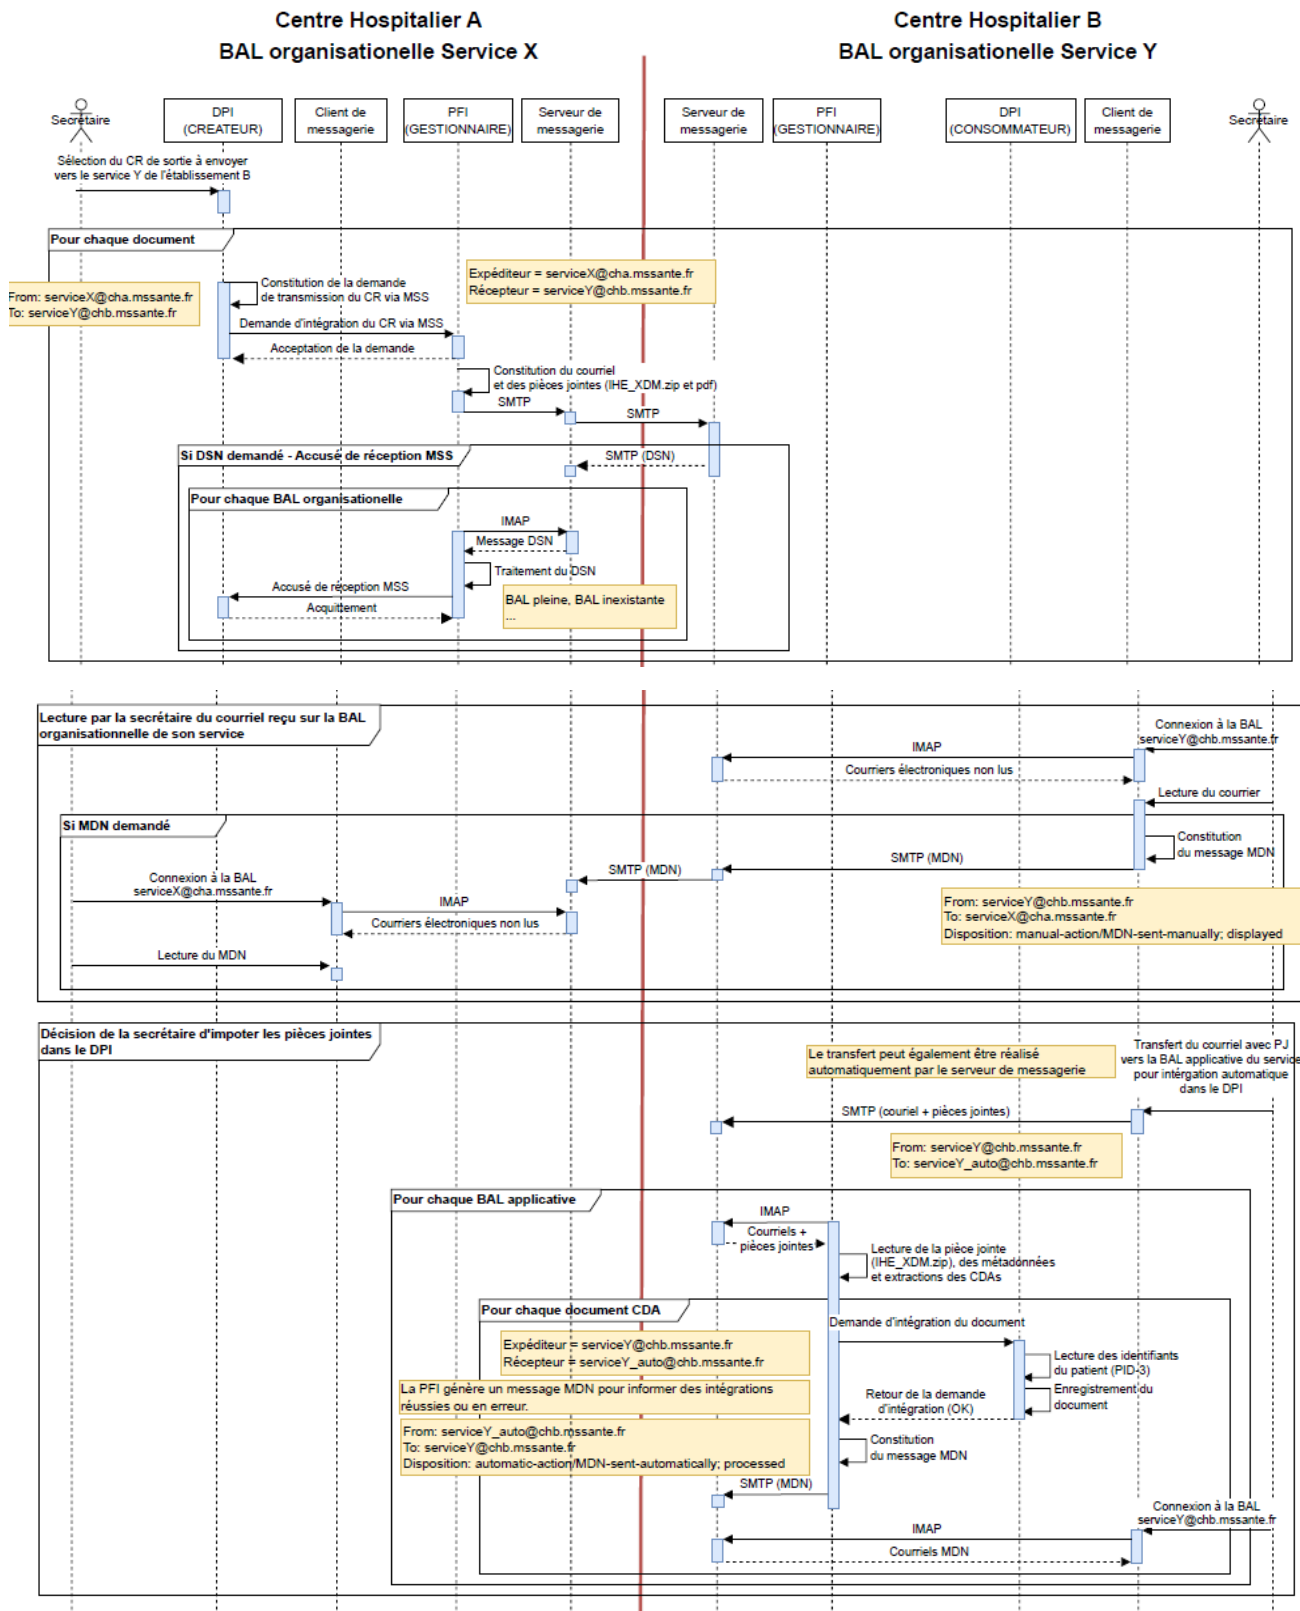 Centre Hospitalier A
BAL organisationelle Service X
Centre Hospitalier B
BAL organisationelle Service Y
Secrétaire
DPI
(CREATEUR)
Client de
messagerie
PFI
(GESTIONNAIRE)
Serveur de
messagerie
Serveur de
messagerie
PFI
(GESTIONNAIRE)
DPI
(CONSOMMATEUR)
Client de
messagerie
Secrétaire
Sélection du CR de sortie à envoyer
vers le service Y de l'établissement B
Pour chaque document
From: serviceX@cha.mssante.fr
To: serviceY@chb.mssante.fr
Constitution de la demande
de transmission du CR via MSS
Expéditeur = serviceX@cha.mssante.fr
Récepteur = serviceY@chb.mssante.fr
Demande d'intégration du CR via MSS
Acceptation de la demande
Constitution du courriel
et des pièces jointes (IHE_XDM.zip et pdf)
SMTP
SMTP
Si DSN demandé - Accusé de réception MSS
SMTP (DSN)
Pour chaque BAL organisationelle
IMAP
Message DSN
Traitement du DSN
Accusé de réception MSS
Acquittement
BAL pleine, BAL inexistante
...
Lecture par la secrétaire du courriel reçu sur la BAL
organisationnelle de son service
Connexion à la BAL
serviceY@chb.mssante.fr
IMAP
Courriers électroniques non lus
Lecture du courrier
Si MDN demandé
Constitution
du message MDN
SMTP (MDN)
SMTP (MDN)
Connexion à la BAL
serviceX@cha.mssante.fr
IMAP
Courriers électroniques non lus
From: serviceY@chb.mssante.fr
To: serviceX@cha.mssante.fr
Disposition: manual-action/MDN-sent-manually; displayed
Lecture du MDN
Décision de la secrétaire d'impoter les pièces jointes
dans le DPI
Le transfert peut également être réalisé
automatiquement par le serveur de messagerie
Transfert du courriel avec PJ
vers la BAL applicative du service
pour intérgation automatique
dans le DPI
SMTP (couriel + pièces jointes)
From: serviceY@chb.mssante.fr
To: serviceY_auto@chb.mssante.fr
Pour chaque BAL applicative
IMAP
Courriels +
pièces jointes
Lecture de la pièce jointe
(IHE_XDM.zip), des métadonnées
et extractions des CDAs
Pour chaque document CDA
Demande d'intégration du document
Expéditeur = serviceY@chb.mssante.fr
Récepteur = serviceY_auto@chb.mssante.fr
Lecture des identifiants
du patient (PID-3)
La PFI génère un message MDN pour informer des intégrations
réussies ou en erreur.
Enregistrement du
document
Retour de la demande
d'intégration (OK)
From: serviceY_auto@chb.mssante.fr
To: serviceY@chb.mssante.fr
Disposition: automatic-action/MDN-sent-automatically; processed
Constitution
du message MDN
SMTP (MDN)
Connexion à la BAL
serviceY@chb.mssante.fr
IMAP
Courriels MDN